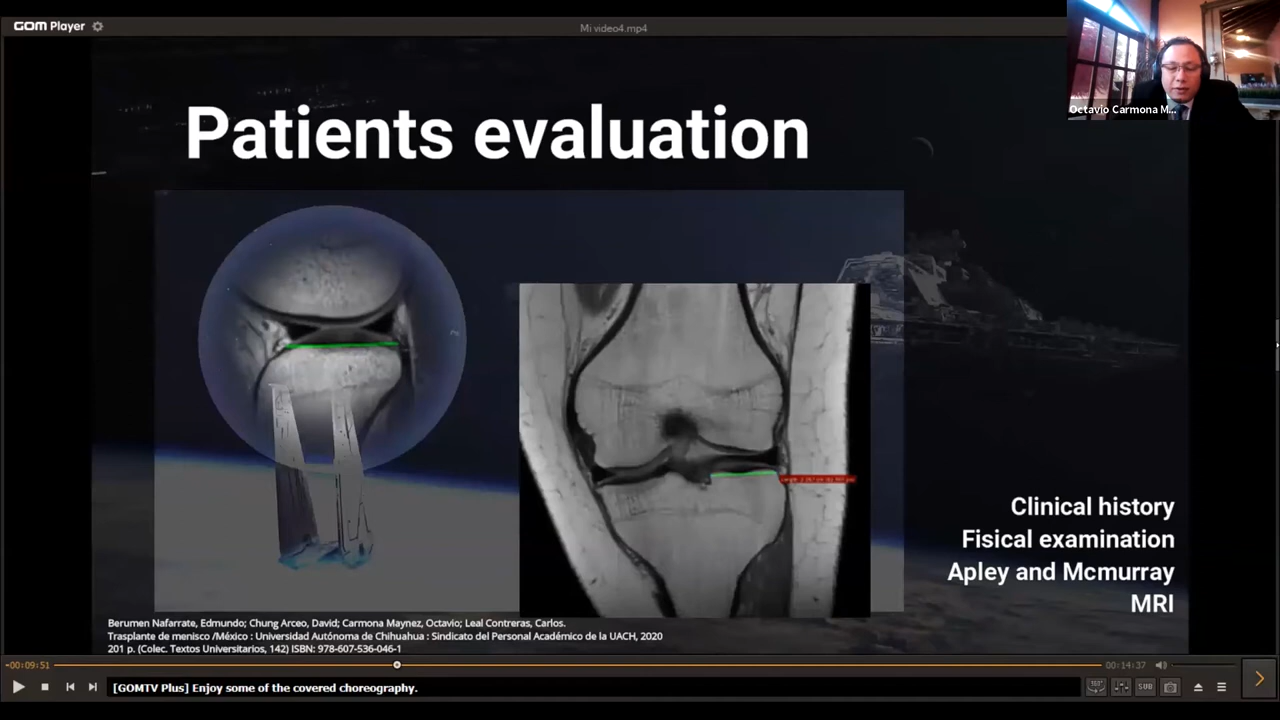 GOM Player
Mi video4.mp4
Octavio Carmona M...
Patients evaluation
Clinical history
Fisical examination
Apley and Mcmurray
MRI
Berumen Nafarrate, Edmundo; Chung Arceo, David; Carmona Maynez, Octavio; Leal Contreras, Carlos.
Trasplante de menisco /México : Universidad Autónoma de Chihuahua : Sindicato del Personal Académico de la UACH, 2020
201 p. (Colec. Textos Universitarios, 142) ISBN: 978-607-536-046-1
-00:09:51
00:14:37
[GOMTV Plus] Enjoy some of the covered choreography.
360°
SUB